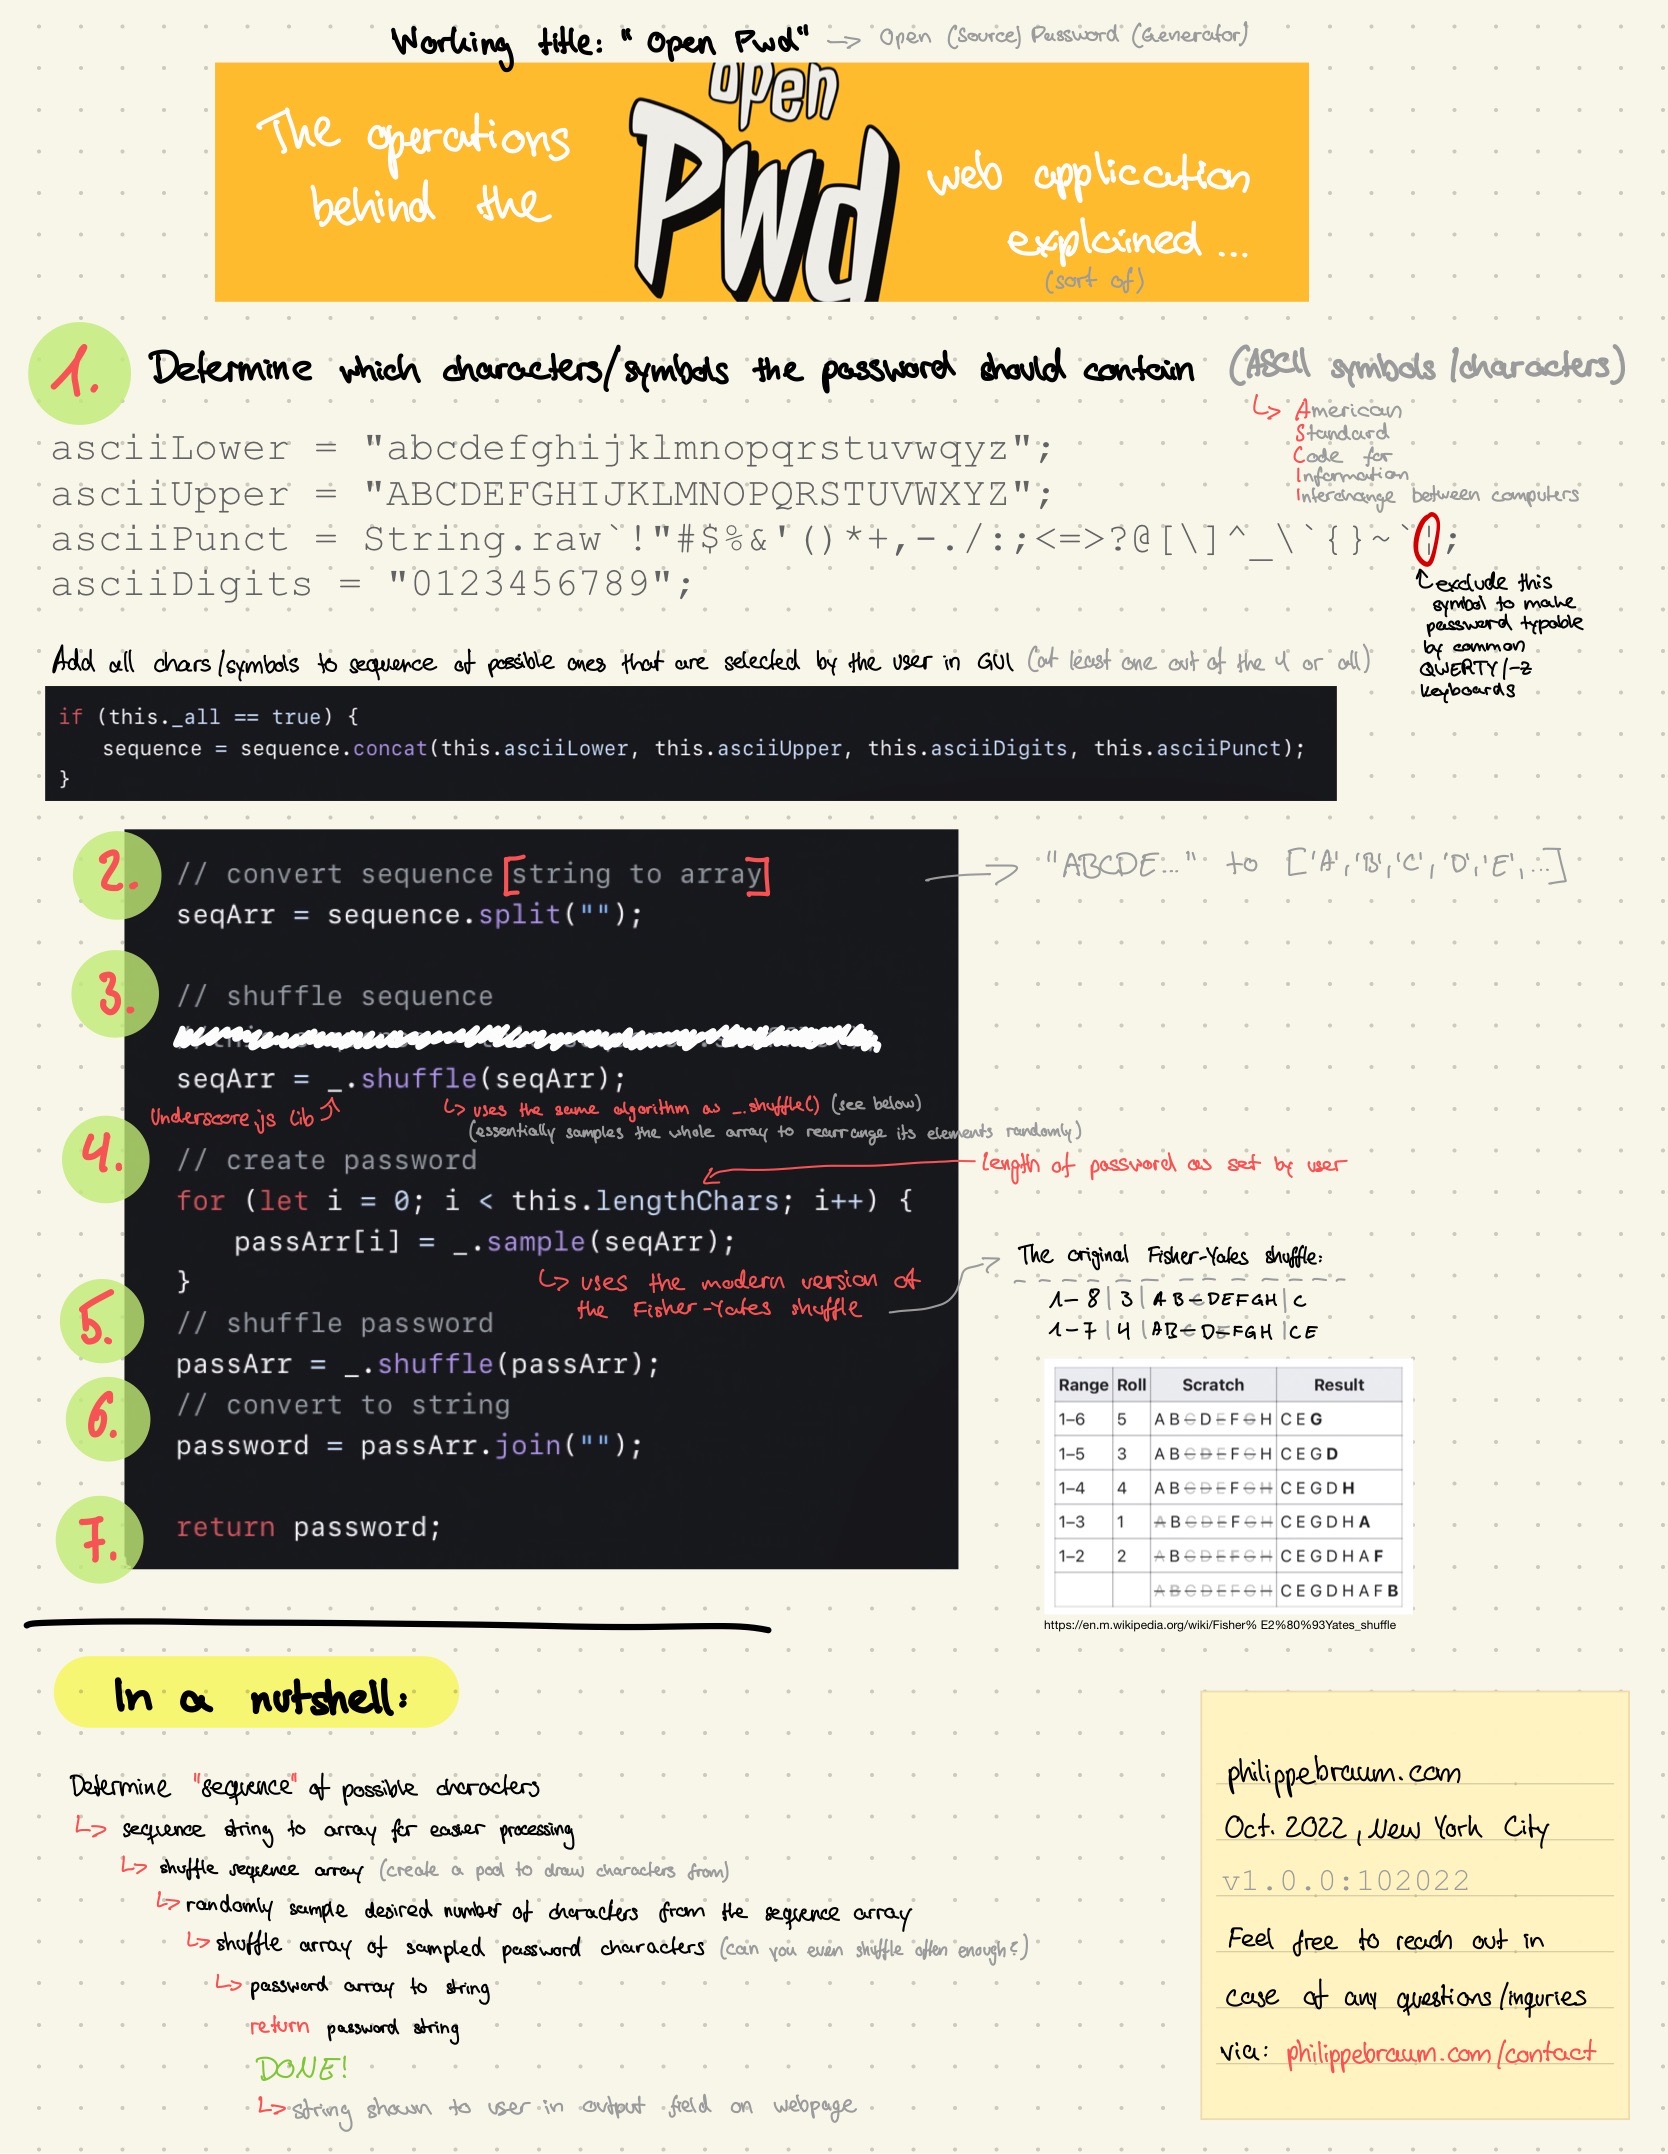 Working title: "Open Pwd" → Open (Source) Password (Generator)
The operations
behind the
open
Pwd
web application
explained ...
(sort of)
1. Determine which characters/symbols the password should contain (ASCII symbols/characters)
↳ American
Standard
Code for
Information
Interchange between computers
asciiLower = "abcdefghijklmnopqrstuvwqyz";
asciiUpper = "ABCDEFGHIJKLMNOPQRSTUVWXYZ";
asciiPunct = String.raw`!"#$%&'()*+,-./:;<=>?@[\]^_\`{}~`¦;
asciiDigits = "0123456789";
exclude this
symbol to make
password typable
by common
QWERTY/-Z
keyboards
Add all chars/symbols to sequence of possible ones that are selected by the user in GUI (at least one out of the 4 or all)
if (this._all == true) {
sequence = sequence.concat(this.asciiLower, this.asciiUpper, this.asciiDigits, this.asciiPunct);
}
2. // convert sequence [string to array] → "ABCDE..." to ['A','B','C','D','E',...]
seqArr = sequence.split("");
3. // shuffle sequence
seqArr = _.shuffle(seqArr);
Underscore.js lib ↗ ↳ uses the same algorithm as _.shuffle() (see below)
(essentially samples the whole array to rearrange its elements randomly)
4. // create password
length of password as set by user
for (let i = 0; i < this.lengthChars; i++) {
passArr[i] = _.sample(seqArr);
}
↳ uses the modern version of
the Fisher-Yates shuffle
5. // shuffle password
passArr = _.shuffle(passArr);
6. // convert to string
password = passArr.join("");
7. return password;
The original Fisher-Yates shuffle:
1-8 | 3 | A B C D E F G H | C
1-7 | 4 | A B C D E F G H | C E
Range Roll Scratch Result
1–6 5 A B C D E F G H C E G
1–5 3 A B C D E F G H C E G D
1–4 4 A B C D E F G H C E G D H
1–3 1 A B C D E F G H C E G D H A
1–2 2 A B C D E F G H C E G D H A F
A B C D E F G H C E G D H A F B
https://en.m.wikipedia.org/wiki/Fisher% E2%80%93Yates_shuffle
In a nutshell:
Determine "sequence" of possible characters
↳ sequence string to array for easier processing
↳ shuffle sequence array (create a pool to draw characters from)
↳ randomly sample desired number of characters from the sequence array
↳ shuffle array of sampled password characters (can you even shuffle often enough?)
↳ password array to string
return password string
DONE!
↳ string shown to user in output field on webpage
philippebraum.com
Oct. 2022, New York City
v1.0.0:102022
Feel free to reach out in
case of any questions/inquries
via: philippebraum.com/contact